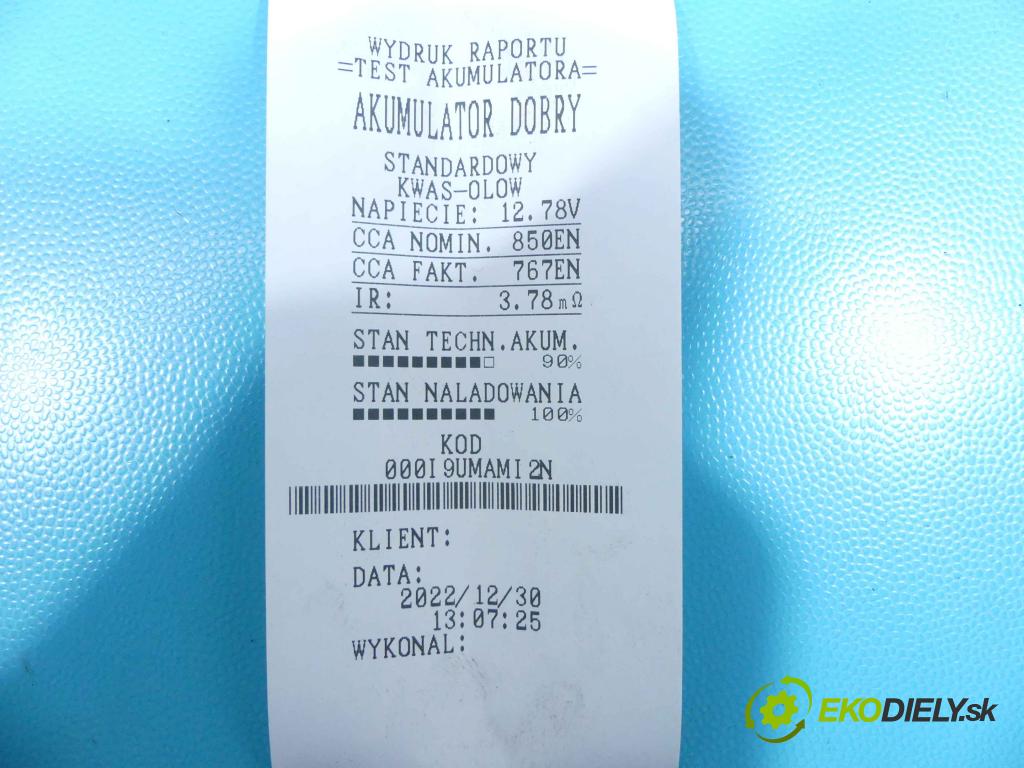 WYDRUK RAPORTU
=TEST AKUMULATORA=
AKUMULATOR DOBRY
STANDARDOWY
KWAS-OLOW
NAPIECIE: 12.78V
CCA NOMIN. 850EN
CCA FAKT. 767EN
IR: 3.78mΩ
STAN TECHN.AKUM.
90%
STAN NALADOWANIA
100%
KOD
000I9UMAMI2N
KLIENT:
DATA:
2022/12/30
13:07:25
WYKONAL:
EKODIELY.sk